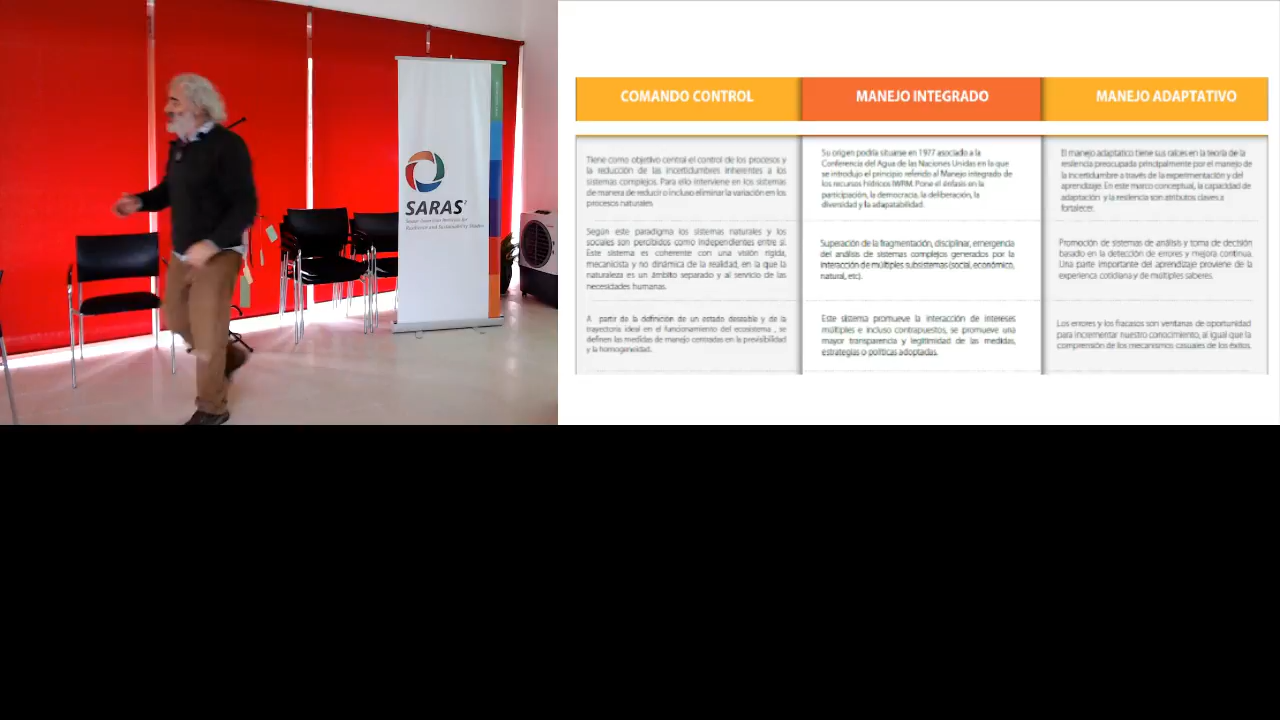 SARAS²
South American Institute for
Resilience and Sustainability Studies
COMANDO CONTROL
Tiene como objetivo central el control de los procesos y
la reducción de las incertidumbres inherentes a los
sistemas complejos. Para ello interviene en los sistemas
de manera de reducir o incluso eliminar la variación en los
procesos naturales.
Según este paradigma los sistemas naturales y los
sociales son percibidos como independientes entre sí.
Este sistema es coherente con una visión rígida,
mecanicista y no dinámica de la realidad, en la que la
naturaleza es un ámbito separado y al servicio de las
necesidades humanas.
A partir de la definición de un estado deseable y de la
trayectoria ideal en el funcionamiento del ecosistema , se
definen las medidas de manejo centradas en la previsibilidad
y la homogeneidad.
MANEJO INTEGRADO
Su origen podría situarse en 1977 asociado a la
Conferencia del Agua de las Naciones Unidas en la que
se introdujo el principio referido al Manejo integrado de
los recursos hídricos IWRM. Pone el énfasis en la
participación, la democracia, la deliberación, la
diversidad y la adapatabilidad.
Superación de la fragmentación, disciplinar, emergencia
del análisis de sistemas complejos generados por la
interacción de múltiples subsistemas (social, económico,
natural, etc).
Este sistema promueve la interacción de intereses
múltiples e incluso contrapuestos, se promueve una
mayor transparencia y legitimidad de las medidas,
estrategias o políticas adoptadas.
MANEJO ADAPTATIVO
El manejo adaptático tiene sus raíces en la teoría de la
resilencia preocupada principalmente por el manejo de
la incertidumbre a través de la experimentación y del
aprendizaje. En este marco conceptual, la capacidad de
adaptación y la resilencia son atributos claves a
fortalecer.
Promoción de sistemas de análisis y toma de decisión
basado en la detección de errores y mejora continua.
Una parte importante del aprendizaje proviene de la
experienca cotidiana y de múltiples saberes.
Los errores y los fracasos son ventanas de oportunidad
para incrementar nuestro conocimiento, al igual que la
comprensión de los mecanismos casuales de los éxitos.